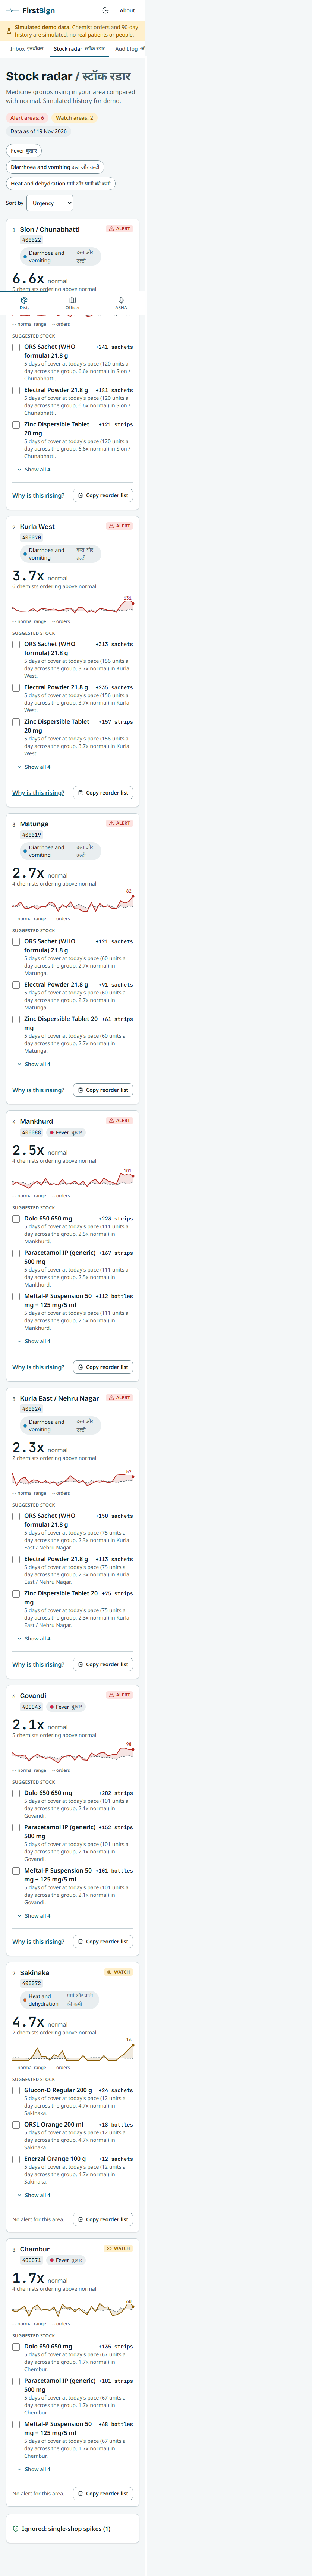 FirstSign
About
Simulated demo data. Chemist orders and 90-day
history are simulated, no real patients or people.
Inbox इनबॉक्स
Stock radar स्टॉक रडार
Audit log
Stock radar / स्टॉक रडार
Medicine groups rising in your area compared
with normal. Simulated history for demo.
Alert areas: 6
Watch areas: 2
Data as of 19 Nov 2026
Fever बुखार
Diarrhoea and vomiting दस्त और उल्टी
Heat and dehydration गर्मी और पानी की कमी
Sort by
Urgency
1 Sion / Chunabhatti
ALERT
400022
Diarrhoea and vomiting दस्त और उल्टी
6.6x normal
5 chemists ordering above normal
Desk
Officer
ASHA
normal range
orders
SUGGESTED STOCK
ORS Sachet (WHO formula) 21.8 g
+241 sachets
5 days of cover at today's pace (120 units a
day across the group, 6.6x normal) in Sion /
Chunabhatti.
Electral Powder 21.8 g
+181 sachets
5 days of cover at today's pace (120 units a
day across the group, 6.6x normal) in Sion /
Chunabhatti.
Zinc Dispersible Tablet 20 mg
+121 strips
5 days of cover at today's pace (120 units a
day across the group, 6.6x normal) in Sion /
Chunabhatti.
Show all 4
Why is this rising?
Copy reorder list
2 Kurla West
ALERT
400070
Diarrhoea and vomiting दस्त और उल्टी
3.7x normal
6 chemists ordering above normal
131
normal range
orders
SUGGESTED STOCK
ORS Sachet (WHO formula) 21.8 g
+313 sachets
5 days of cover at today's pace (156 units a
day across the group, 3.7x normal) in Kurla
West.
Electral Powder 21.8 g
+235 sachets
5 days of cover at today's pace (156 units a
day across the group, 3.7x normal) in Kurla
West.
Zinc Dispersible Tablet 20 mg
+157 strips
5 days of cover at today's pace (156 units a
day across the group, 3.7x normal) in Kurla
West.
Show all 4
Why is this rising?
Copy reorder list
3 Matunga
ALERT
400019
Diarrhoea and vomiting दस्त और उल्टी
2.7x normal
4 chemists ordering above normal
82
normal range
orders
SUGGESTED STOCK
ORS Sachet (WHO formula) 21.8 g
+121 sachets
5 days of cover at today's pace (60 units a
day across the group, 2.7x normal) in
Matunga.
Electral Powder 21.8 g
+91 sachets
5 days of cover at today's pace (60 units a
day across the group, 2.7x normal) in
Matunga.
Zinc Dispersible Tablet 20 mg
+61 strips
5 days of cover at today's pace (60 units a
day across the group, 2.7x normal) in
Matunga.
Show all 4
Why is this rising?
Copy reorder list
4 Mankhurd
ALERT
400088
Fever बुखार
2.5x normal
4 chemists ordering above normal
101
normal range
orders
SUGGESTED STOCK
Dolo 650 650 mg
+223 strips
5 days of cover at today's pace (111 units a
day across the group, 2.5x normal) in
Mankhurd.
Paracetamol IP (generic) 500 mg
+167 strips
5 days of cover at today's pace (111 units a
day across the group, 2.5x normal) in
Mankhurd.
Meftal-P Suspension 50 mg + 125 mg/5 ml
+112 bottles
5 days of cover at today's pace (111 units a
day across the group, 2.5x normal) in
Mankhurd.
Show all 4
Why is this rising?
Copy reorder list
5 Kurla East / Nehru Nagar
ALERT
400024
Diarrhoea and vomiting दस्त और उल्टी
2.3x normal
2 chemists ordering above normal
57
normal range
orders
SUGGESTED STOCK
ORS Sachet (WHO formula) 21.8 g
+150 sachets
5 days of cover at today's pace (75 units a
day across the group, 2.3x normal) in Kurla
East / Nehru Nagar.
Electral Powder 21.8 g
+113 sachets
5 days of cover at today's pace (75 units a
day across the group, 2.3x normal) in Kurla
East / Nehru Nagar.
Zinc Dispersible Tablet 20 mg
+75 strips
5 days of cover at today's pace (75 units a
day across the group, 2.3x normal) in Kurla
East / Nehru Nagar.
Show all 4
Why is this rising?
Copy reorder list
6 Govandi
ALERT
400043
Fever बुखार
2.1x normal
5 chemists ordering above normal
98
normal range
orders
SUGGESTED STOCK
Dolo 650 650 mg
+202 strips
5 days of cover at today's pace (101 units a
day across the group, 2.1x normal) in
Govandi.
Paracetamol IP (generic) 500 mg
+152 strips
5 days of cover at today's pace (101 units a
day across the group, 2.1x normal) in
Govandi.
Meftal-P Suspension 50 mg + 125 mg/5 ml
+101 bottles
5 days of cover at today's pace (101 units a
day across the group, 2.1x normal) in
Govandi.
Show all 4
Why is this rising?
Copy reorder list
7 Sakinaka
WATCH
400072
Heat and dehydration गर्मी और पानी की कमी
4.7x normal
2 chemists ordering above normal
16
normal range
orders
SUGGESTED STOCK
Glucon-D Regular 200 g
+24 sachets
5 days of cover at today's pace (12 units a
day across the group, 4.7x normal) in
Sakinaka.
ORSL Orange 200 ml
+18 bottles
5 days of cover at today's pace (12 units a
day across the group, 4.7x normal) in
Sakinaka.
Enerzal Orange 100 g
+12 sachets
5 days of cover at today's pace (12 units a
day across the group, 4.7x normal) in
Sakinaka.
Show all 4
No alert for this area.
Copy reorder list
8 Chembur
WATCH
400071
Fever बुखार
1.7x normal
4 chemists ordering above normal
60
normal range
orders
SUGGESTED STOCK
Dolo 650 650 mg
+135 strips
5 days of cover at today's pace (67 units a
day across the group, 1.7x normal) in
Chembur.
Paracetamol IP (generic) 500 mg
+101 strips
5 days of cover at today's pace (67 units a
day across the group, 1.7x normal) in
Chembur.
Meftal-P Suspension 50 mg + 125 mg/5 ml
+68 bottles
5 days of cover at today's pace (67 units a
day across the group, 1.7x normal) in
Chembur.
Show all 4
No alert for this area.
Copy reorder list
Ignored: single-shop spikes (1)